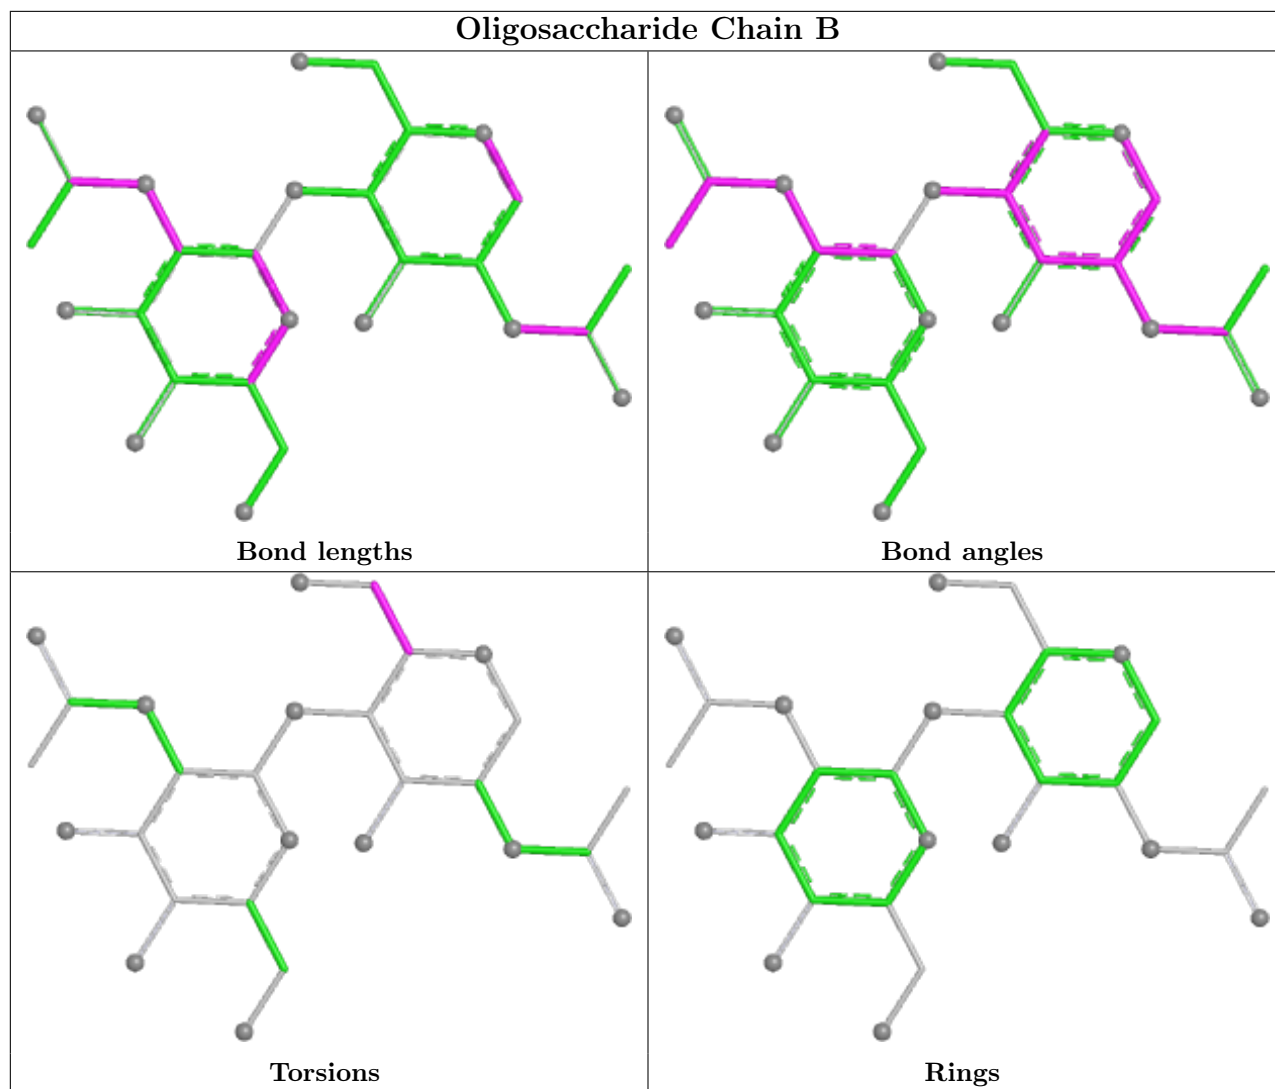 Oligosaccharide Chain B
Bond lengths
Bond angles
Torsions
Rings